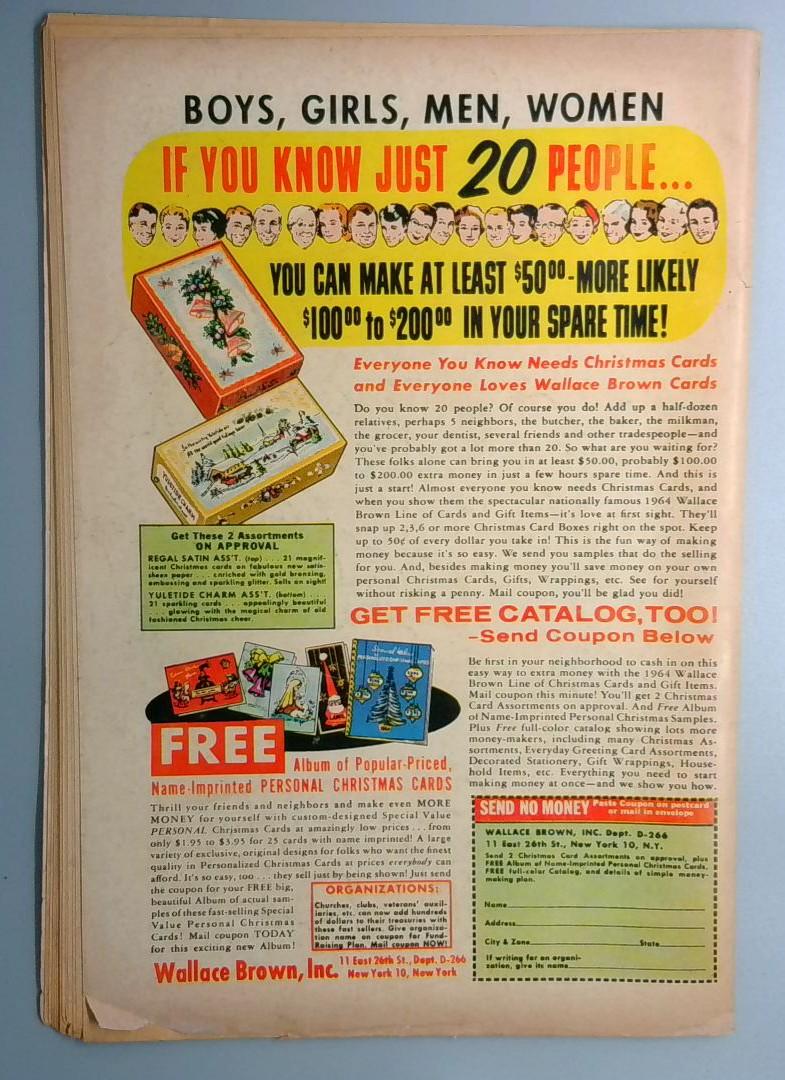 BOYS, GIRLS, MEN, WOMEN
IF YOU KNOW JUST 20 PEOPLE...
YOU CAN MAKE AT LEAST $50⁰⁰-MORE LIKELY
$100⁰⁰ to $200⁰⁰ IN YOUR SPARE TIME!
Everyone You Know Needs Christmas Cards
and Everyone Loves Wallace Brown Cards
Do you know 20 people? Of course you do! Add up a half-dozen
relatives, perhaps 5 neighbors, the butcher, the baker, the milkman,
the grocer, your dentist, several friends and other tradespeople—and
you've probably got a lot more than 20. So what are you waiting for?
These folks alone can bring you in at least $50.00, probably $100.00
to $200.00 extra money in just a few hours spare time. And this is
just a start! Almost everyone you know needs Christmas Cards, and
when you show them the spectacular nationally famous 1964 Wallace
Brown Line of Cards and Gift Items—it's love at first sight. They'll
snap up 2,3,6 or more Christmas Card Boxes right on the spot. Keep
up to 50¢ of every dollar you take in! This is the fun way of making
money because it's so easy. We send you samples that do the selling
for you. And, besides making money you'll save money on your own
personal Christmas Cards, Gifts, Wrappings, etc. See for yourself
without risking a penny. Mail coupon, you'll be glad you did!
YULETIDE CHARM
Get These 2 Assortments
ON APPROVAL
REGAL SATIN ASS'T. (top) . . . 21 magnif-
icent Christmas cards on fabulous new satin-
sheen paper . . . enriched with gold bronzing,
embossing and sparkling glitter. Sells on sight!
YULETIDE CHARM ASS'T. (bottom) . . .
21 sparkling cards . . . appealingly beautiful
. . . glowing with the magical charm of old
fashioned Christmas cheer.
GET FREE CATALOG, TOO!
–Send Coupon Below
Be first in your neighborhood to cash in on this
easy way to extra money with the 1964 Wallace
Brown Line of Christmas Cards and Gift Items.
Mail coupon this minute! You'll get 2 Christmas
Card Assortments on approval. And Free Album
of Name-Imprinted Personal Christmas Samples.
Plus Free full-color catalog showing lots more
money-makers, including many Christmas As-
sortments, Everyday Greeting Card Assortments,
Decorated Stationery, Gift Wrappings, House-
hold Items, etc. Everything you need to start
making money at once—and we show you how.
FREE Album of Popular-Priced,
Name-Imprinted PERSONAL CHRISTMAS CARDS
Thrill your friends and neighbors and make even MORE
MONEY for yourself with custom-designed Special Value
PERSONAL Christmas Cards at amazingly low prices . . . from
only $1.95 to $3.95 for 25 cards with name imprinted! A large
variety of exclusive, original designs for folks who want the finest
quality in Personalized Christmas Cards at prices everybody can
afford. It's so easy, too . . . they sell just by being shown! Just send
the coupon for your FREE big,
beautiful Album of actual sam-
ples of these fast-selling Special
Value Personal Christmas
Cards! Mail coupon TODAY
for this exciting new Album!
ORGANIZATIONS:
Churches, clubs, veterans' auxil-
iaries, etc. can now add hundreds
of dollars to their treasuries with
these fast sellers. Give organiza-
tion name on coupon for Fund-
Raising Plan. Mail coupon NOW!
Wallace Brown, Inc. 11 East 26th St., Dept. D-266
New York 10, New York
SEND NO MONEY Paste Coupon on postcard
or mail in envelope
WALLACE BROWN, INC. Dept. D-266
11 East 26th St., New York 10, N.Y.
Send 2 Christmas Card Assortments on approval, plus
FREE Album of Name-Imprinted Personal Christmas Cards,
FREE full-color Catalog, and details of simple money-
making plan.
Name
Address
City & Zone State
If writing for an organi-
zation, give its name